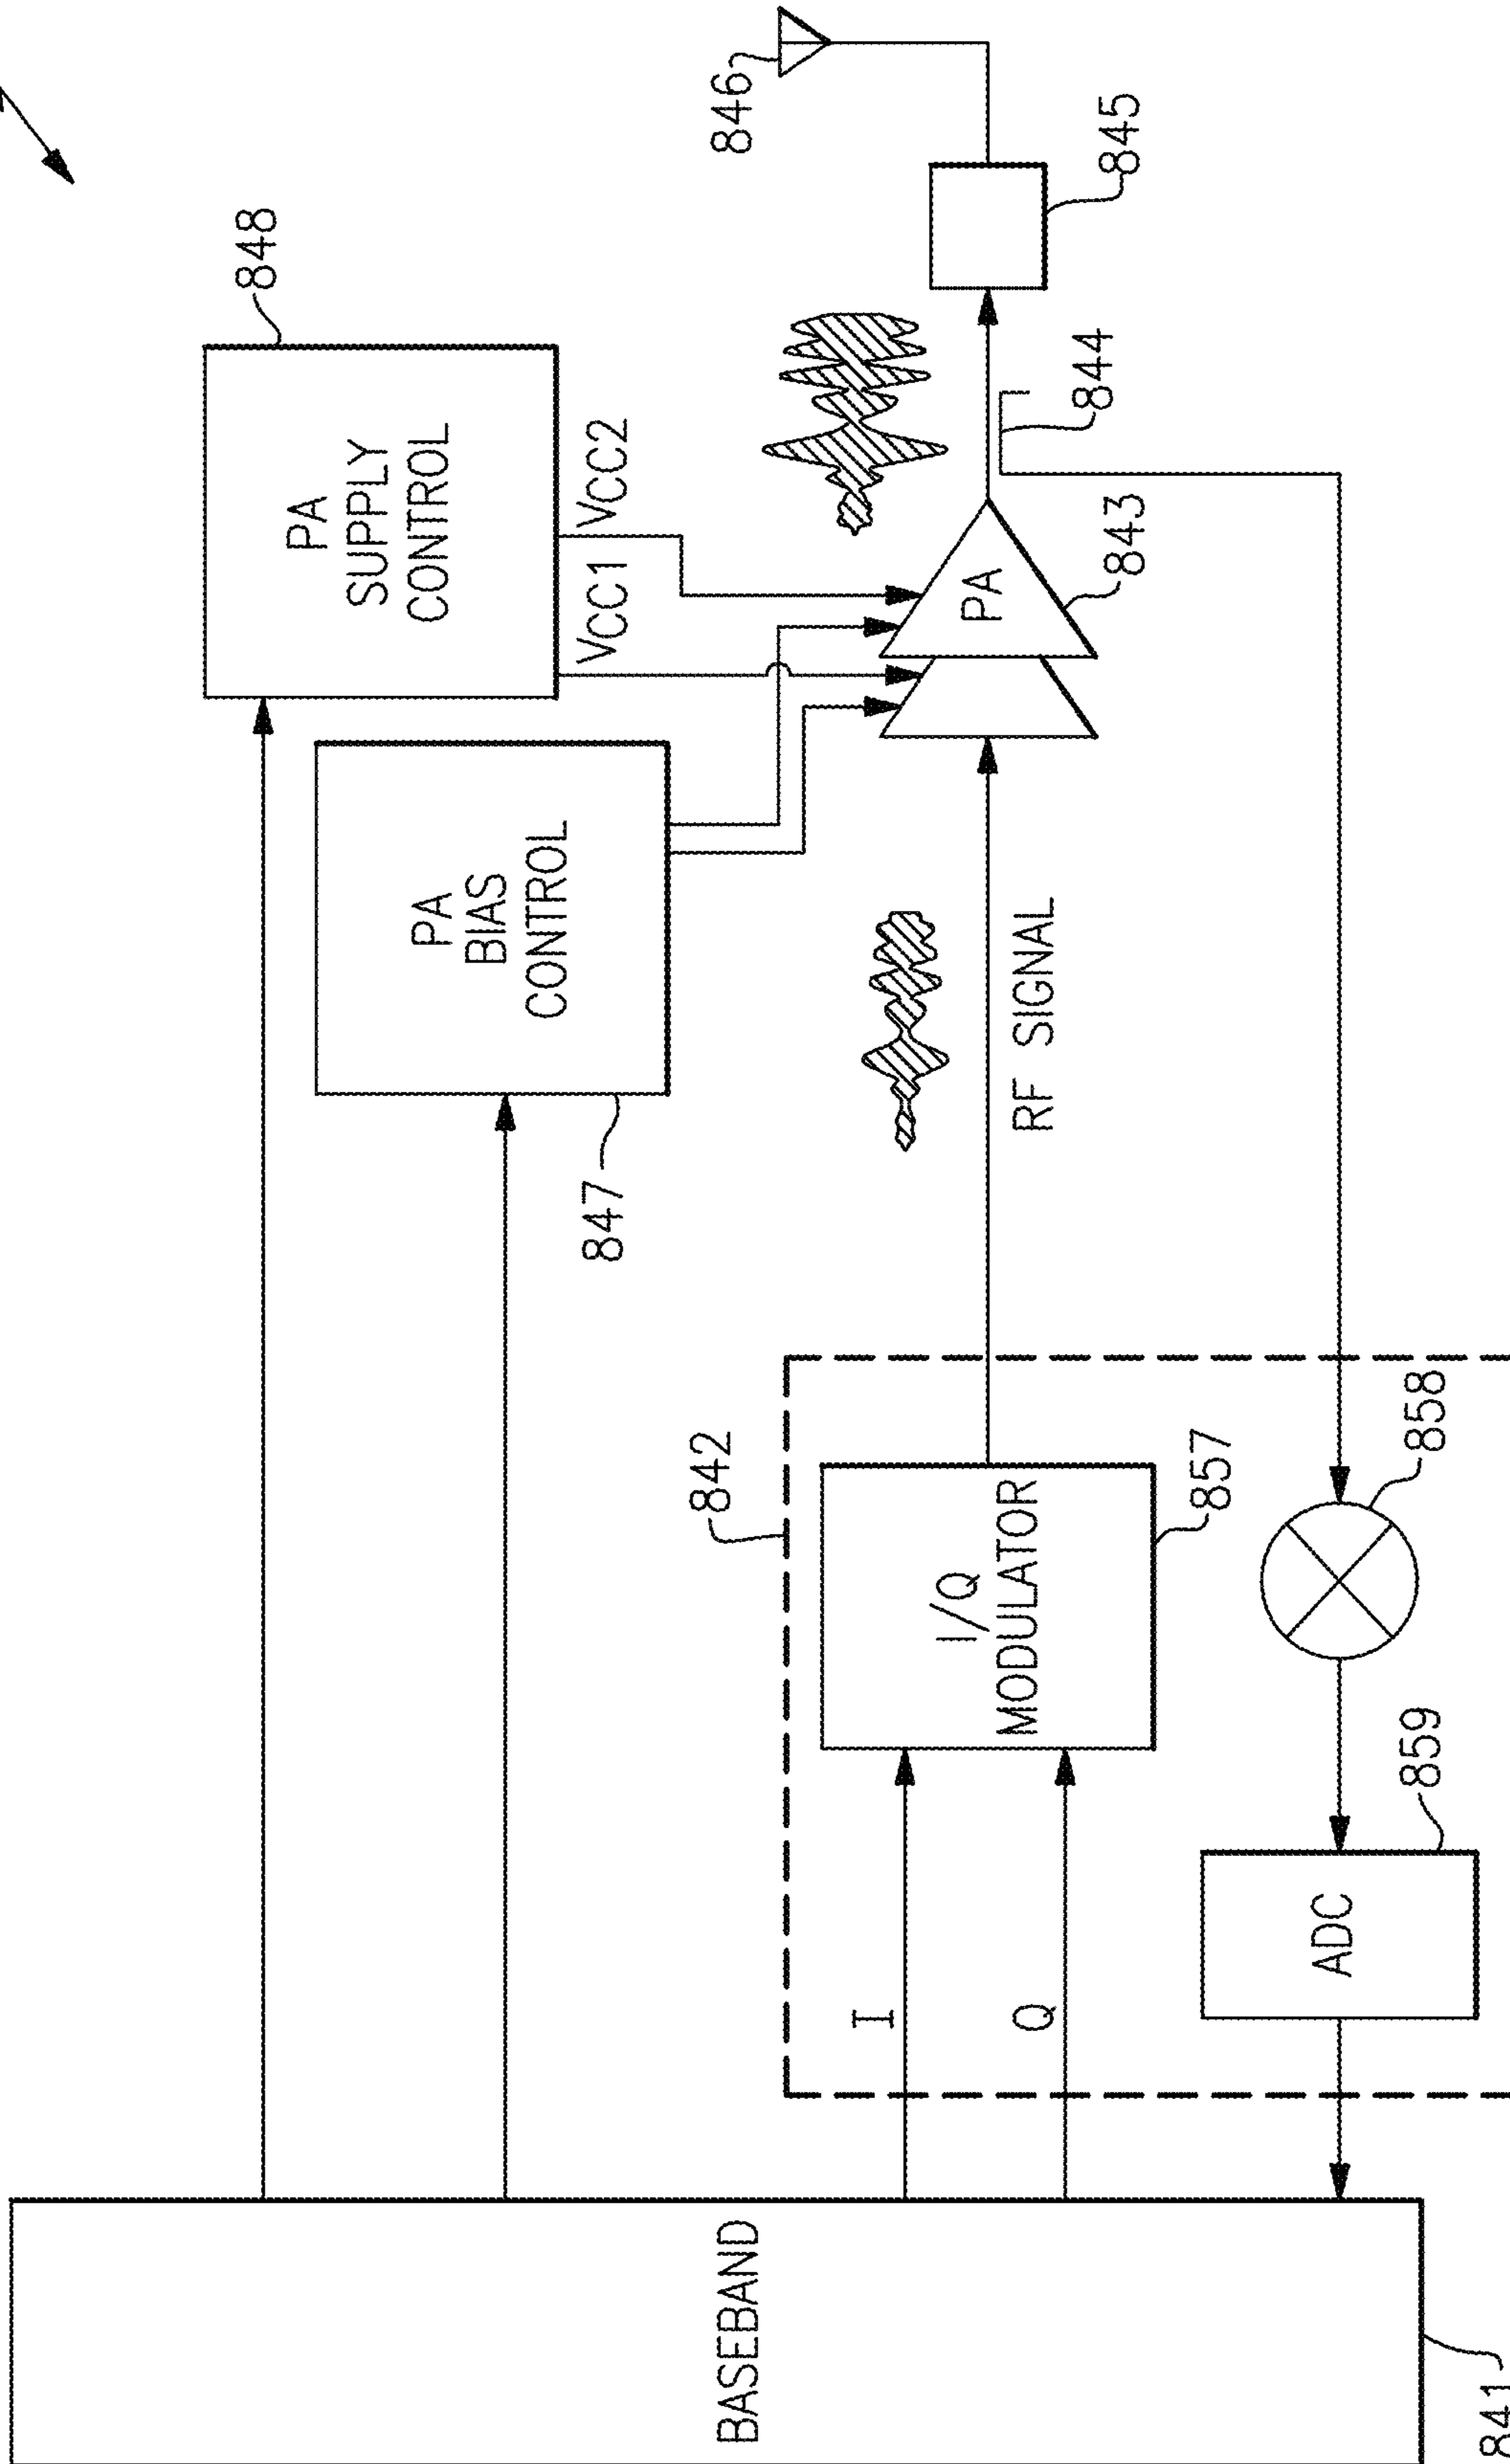 848
PA
SUPPLY
CONTROL
VCC1
VCC2
PA
BIAS
CONTROL
847
846
845
844
PA
843
RF SIGNAL
842
I/Q
MODULATOR
857
I
Q
858
ADC
859
BASEBAND
841